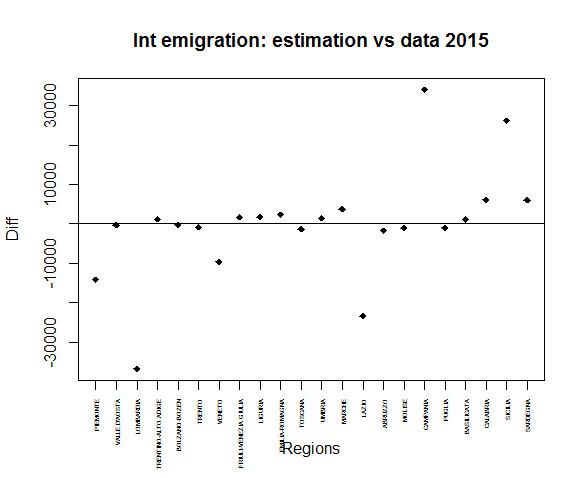 Int emigration: estimation vs data 2015
Diff
30000
10000
-10000
-30000
PIEMONTE
VALLE D'AOSTA
LOMBARDIA
TRENTINO-ALTO ADIGE
BOLZANO-BOZEN
TRENTO
VENETO
FRIULI-VENEZIA GIULIA
LIGURIA
EMILIA-ROMAGNA
TOSCANA
UMBRIA
MARCHE
LAZIO
ABRUZZO
MOLISE
CAMPANIA
PUGLIA
BASILICATA
CALABRIA
SICILIA
SARDEGNA
Regions